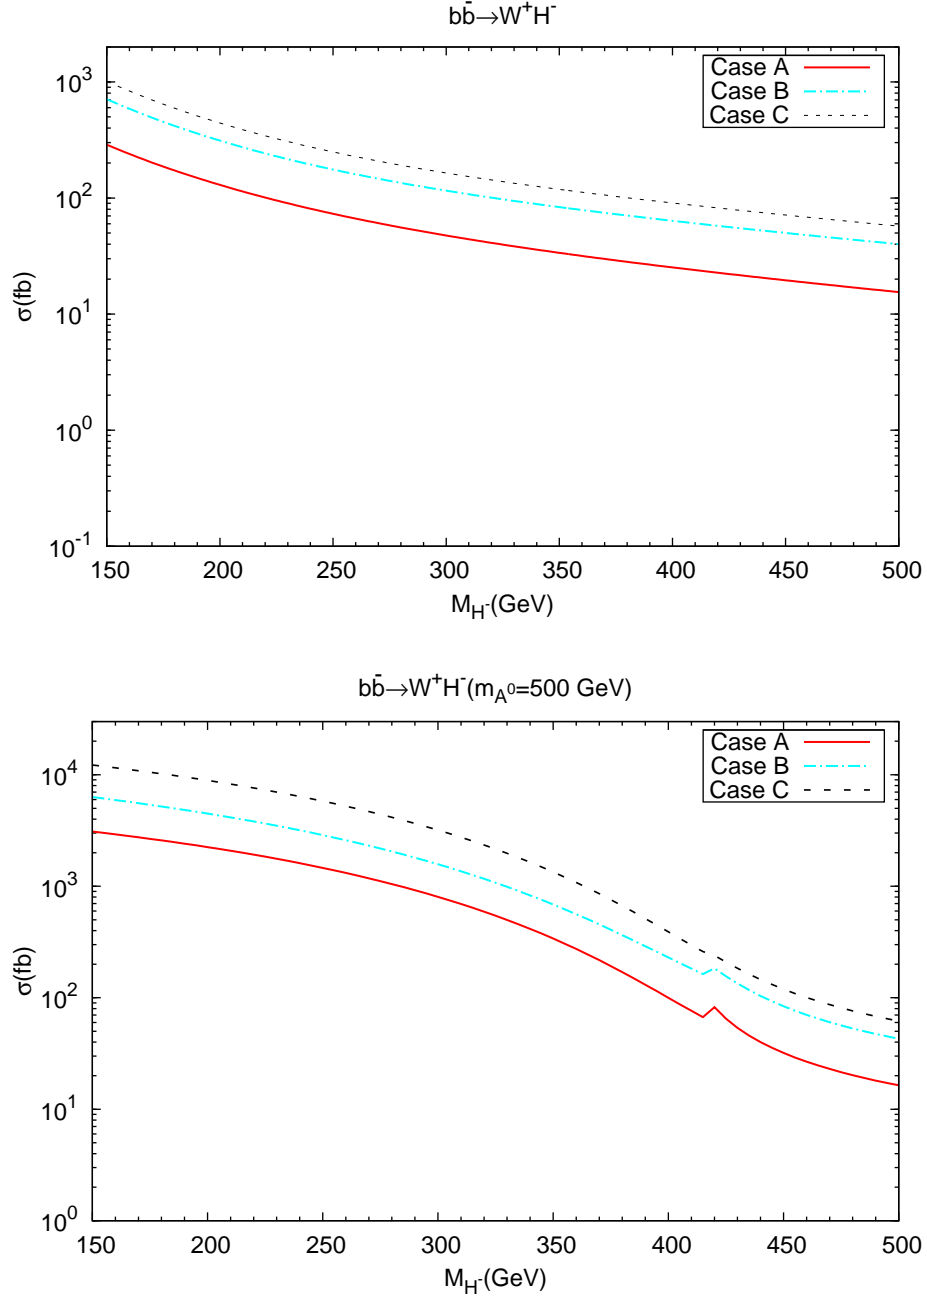 bb̄→W⁺H⁻
Case A
Case B
Case C
10³
10²
10¹
10⁰
10⁻¹
σ(fb)
150 200 250 300 350 400 450 500
M_H⁻(GeV)
bb̄→W⁺H⁻(m_A⁰=500 GeV)
Case A
Case B
Case C
10⁴
10³
10²
10¹
10⁰
σ(fb)
150 200 250 300 350 400 450 500
M_H⁻(GeV)